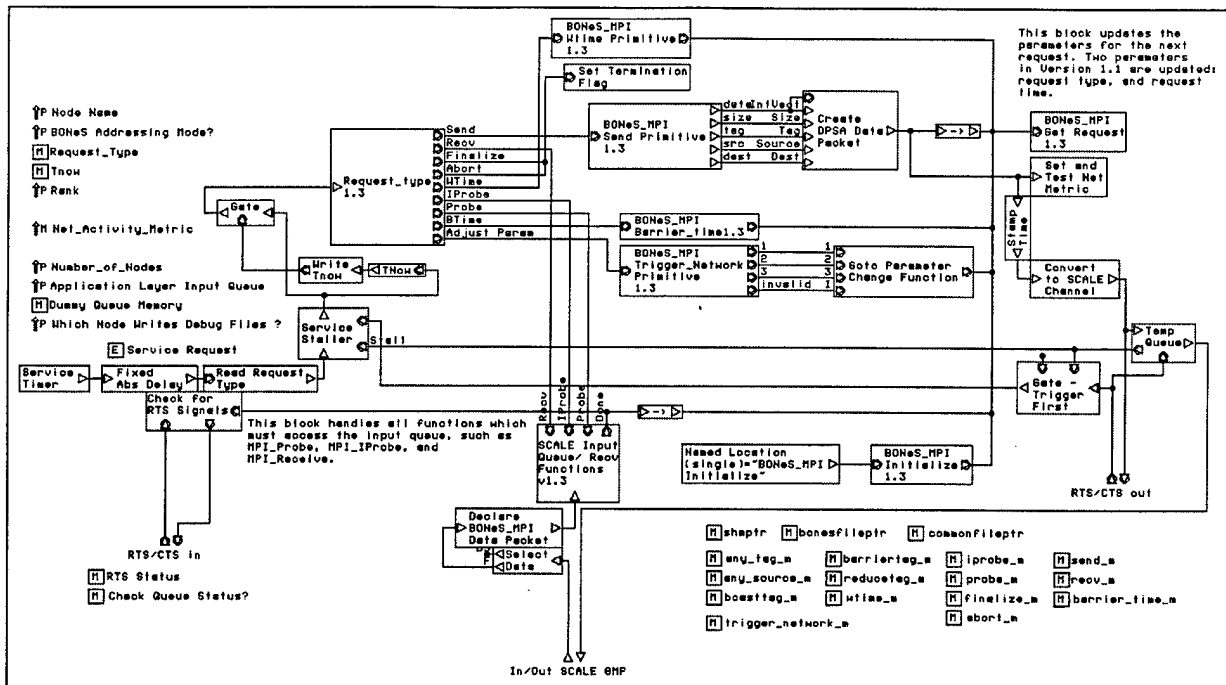 BONeS_MPI
Wtime Primitive
1.3
Set Termination
Flag
This block updates the
parameters for the next
request. Two parameters
in Version 1.1 are updated:
request type, and request
time.
⇑P Node Name
⇑P BONeS Addressing Mode?
M Request_Type
M Tnow
⇑P Rank
⇑M Net_Activity_Metric
⇑P Number_of_Nodes
⇑P Application Layer Input Queue
M Dummy Queue Memory
⇑P Which Node Writes Debug Files ?
E Service Request
Request_type
1.3
Send
Recv
Finalize
Abort
WTime
IProbe
Probe
BTime
Adjust Param
BONeS_MPI
Send Primitive
1.3
data
size
tag
src
dest
IntVect
Size
Tag
Source
Dest
Create
DPSA Data
Packet
->
BONeS_MPI
Get Request
1.3
Set and
Test Net
Metric
Stamp
Time
Convert
to SCALE
Channel
Gate
Write
Tnow
TNow
BONeS_MPI
Barrier_time1.3
BONeS_MPI
Trigger_Network
Primitive
1.3
1
2
3
invalid
1
2
3
I
Goto Parameter
Change Function
Service
Staller
Stall
Temp
Queue
Gate -
Trigger
First
Service
Timer
Fixed
Abs Delay
Read Request
Type
Check for
RTS Signals
This block handles all functions which
must access the input queue, such as
MPI_Probe, MPI_IProbe, and
MPI_Receive.
Recv
IProbe
Probe
Done
->
SCALE Input
Queue/ Recv
Functions
v1.3
Named Location
(single)="BONeS_MPI
Initialize"
BONeS_MPI
Initialize
1.3
RTS/CTS out
Declare
BONeS_MPI
Data Packet
Select
Data
RTS/CTS in
M RTS Status
M Check Queue Status?
In/Out SCALE GMP
M shmptr M bonesfileptr M commonfileptr
M any_tag_m M barriertag_m M iprobe_m M send_m
M any_source_m M reducetag_m M probe_m M recv_m
M bcasttag_m M wtime_m M finalize_m M barrier_time_m
M trigger_network_m M abort_m